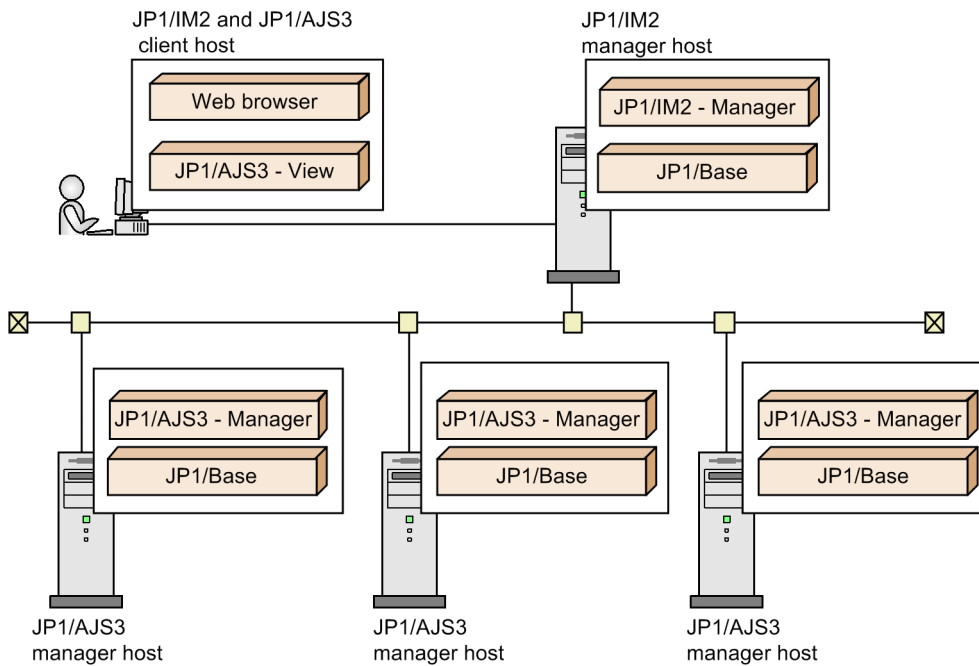 JP1/IM2 and JP1/AJS3
client host
Web browser
JP1/AJS3 - View
JP1/IM2
manager host
JP1/IM2 - Manager
JP1/Base
JP1/AJS3 - Manager
JP1/Base
JP1/AJS3
manager host
JP1/AJS3 - Manager
JP1/Base
JP1/AJS3
manager host
JP1/AJS3 - Manager
JP1/Base
JP1/AJS3
manager host